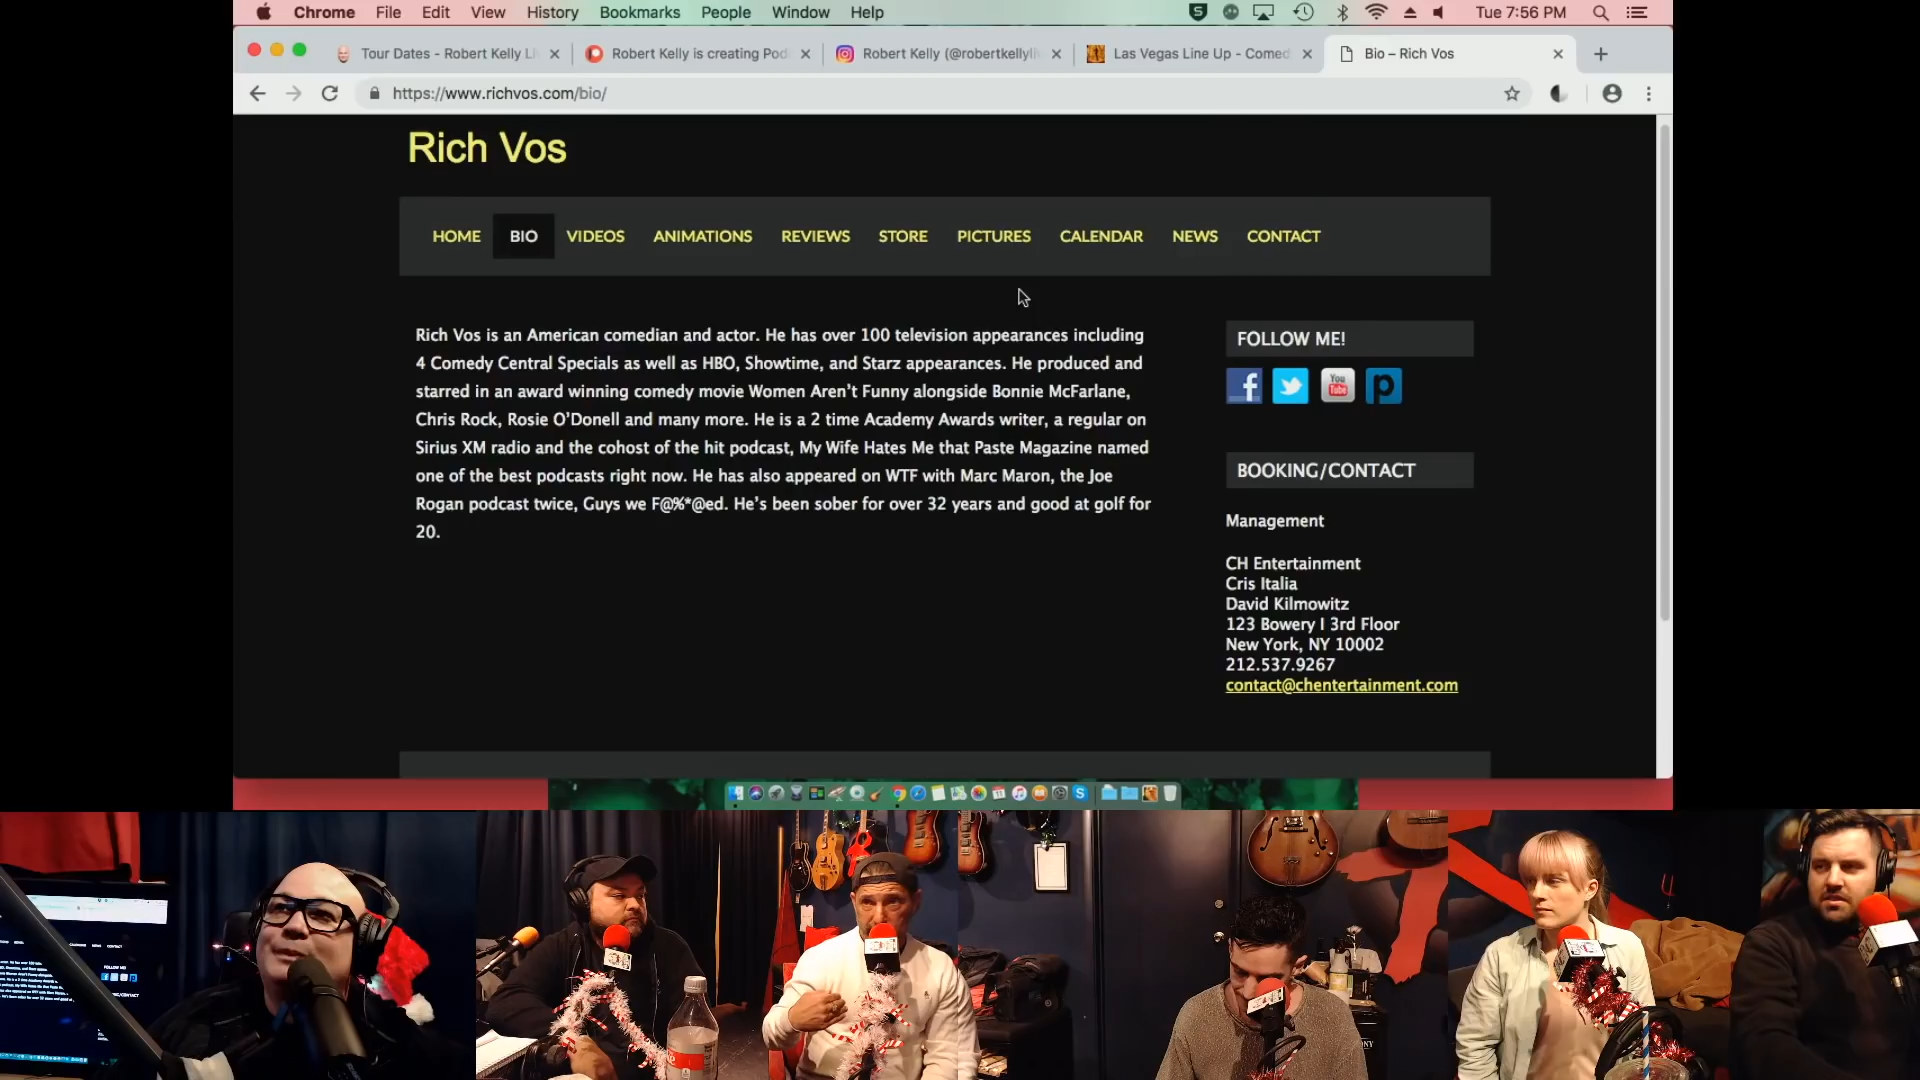 Chrome File Edit View History Bookmarks People Window Help Tue 7:56 PM
Tour Dates - Robert Kelly Li Robert Kelly is creating Pod Robert Kelly (@robertkellyli Las Vegas Line Up - Comed Bio – Rich Vos
https://www.richvos.com/bio/
Rich Vos
HOME BIO VIDEOS ANIMATIONS REVIEWS STORE PICTURES CALENDAR NEWS CONTACT
Rich Vos is an American comedian and actor. He has over 100 television appearances including
4 Comedy Central Specials as well as HBO, Showtime, and Starz appearances. He produced and
starred in an award winning comedy movie Women Aren't Funny alongside Bonnie McFarlane,
Chris Rock, Rosie O'Donell and many more. He is a 2 time Academy Awards writer, a regular on
Sirius XM radio and the cohost of the hit podcast, My Wife Hates Me that Paste Magazine named
one of the best podcasts right now. He has also appeared on WTF with Marc Maron, the Joe
Rogan podcast twice, Guys we F@%*@ed. He's been sober for over 32 years and good at golf for
20.
FOLLOW ME!
You
Tube
BOOKING/CONTACT
Management
CH Entertainment
Cris Italia
David Kilmowitz
123 Bowery I 3rd Floor
New York, NY 10002
212.537.9267
contact@chentertainment.com